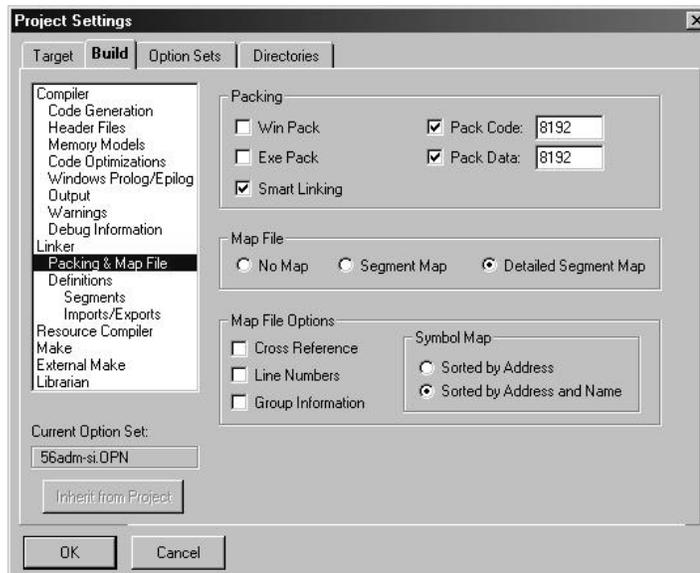 Project Settings
Target Build Option Sets Directories
Compiler
Code Generation
Header Files
Memory Models
Code Optimizations
Windows Prolog/Epilog
Output
Warnings
Debug Information
Linker
Packing & Map File
Definitions
Segments
Imports/Exports
Resource Compiler
Make
External Make
Librarian
Current Option Set:
56adm-si.OPN
Inherit from Project
Packing
Win Pack Pack Code: 8192
Exe Pack Pack Data: 8192
Smart Linking
Map File
No Map Segment Map Detailed Segment Map
Map File Options
Cross Reference
Line Numbers
Group Information
Symbol Map
Sorted by Address
Sorted by Address and Name
OK Cancel